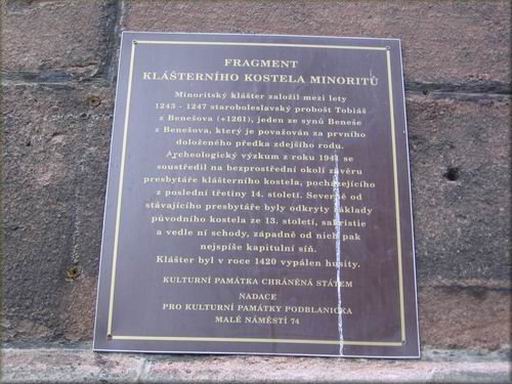 FRAGMENT
KLÁŠTERNÍHO KOSTELA MINORITŮ
Minoritský klášter založil mezi lety
1243 - 1247 staroboleslavský probošt Tobiáš
z Benešova (+1261), jeden ze synů Beneše
z Benešova, který je považován za prvního
doloženého předka zdejšího rodu.
Archeologický výzkum z roku 1941 se
soustředil na bezprostřední okolí závěru
presbytáře klášterního kostela, pocházejícího
z poslední třetiny 14. století. Severně od
stávajícího presbytáře byly odkryty základy
původního kostela ze 13. století, sakristie
a vedle ní schody, západně od nich pak
nejspíše kapitulní síň.
Klášter byl v roce 1420 vypálen husity.
KULTURNÍ PAMÁTKA CHRÁNĚNÁ STÁTEM
NADACE
PRO KULTURNÍ PAMÁTKY PODBLANICKA
MALÉ NÁMĚSTÍ 74